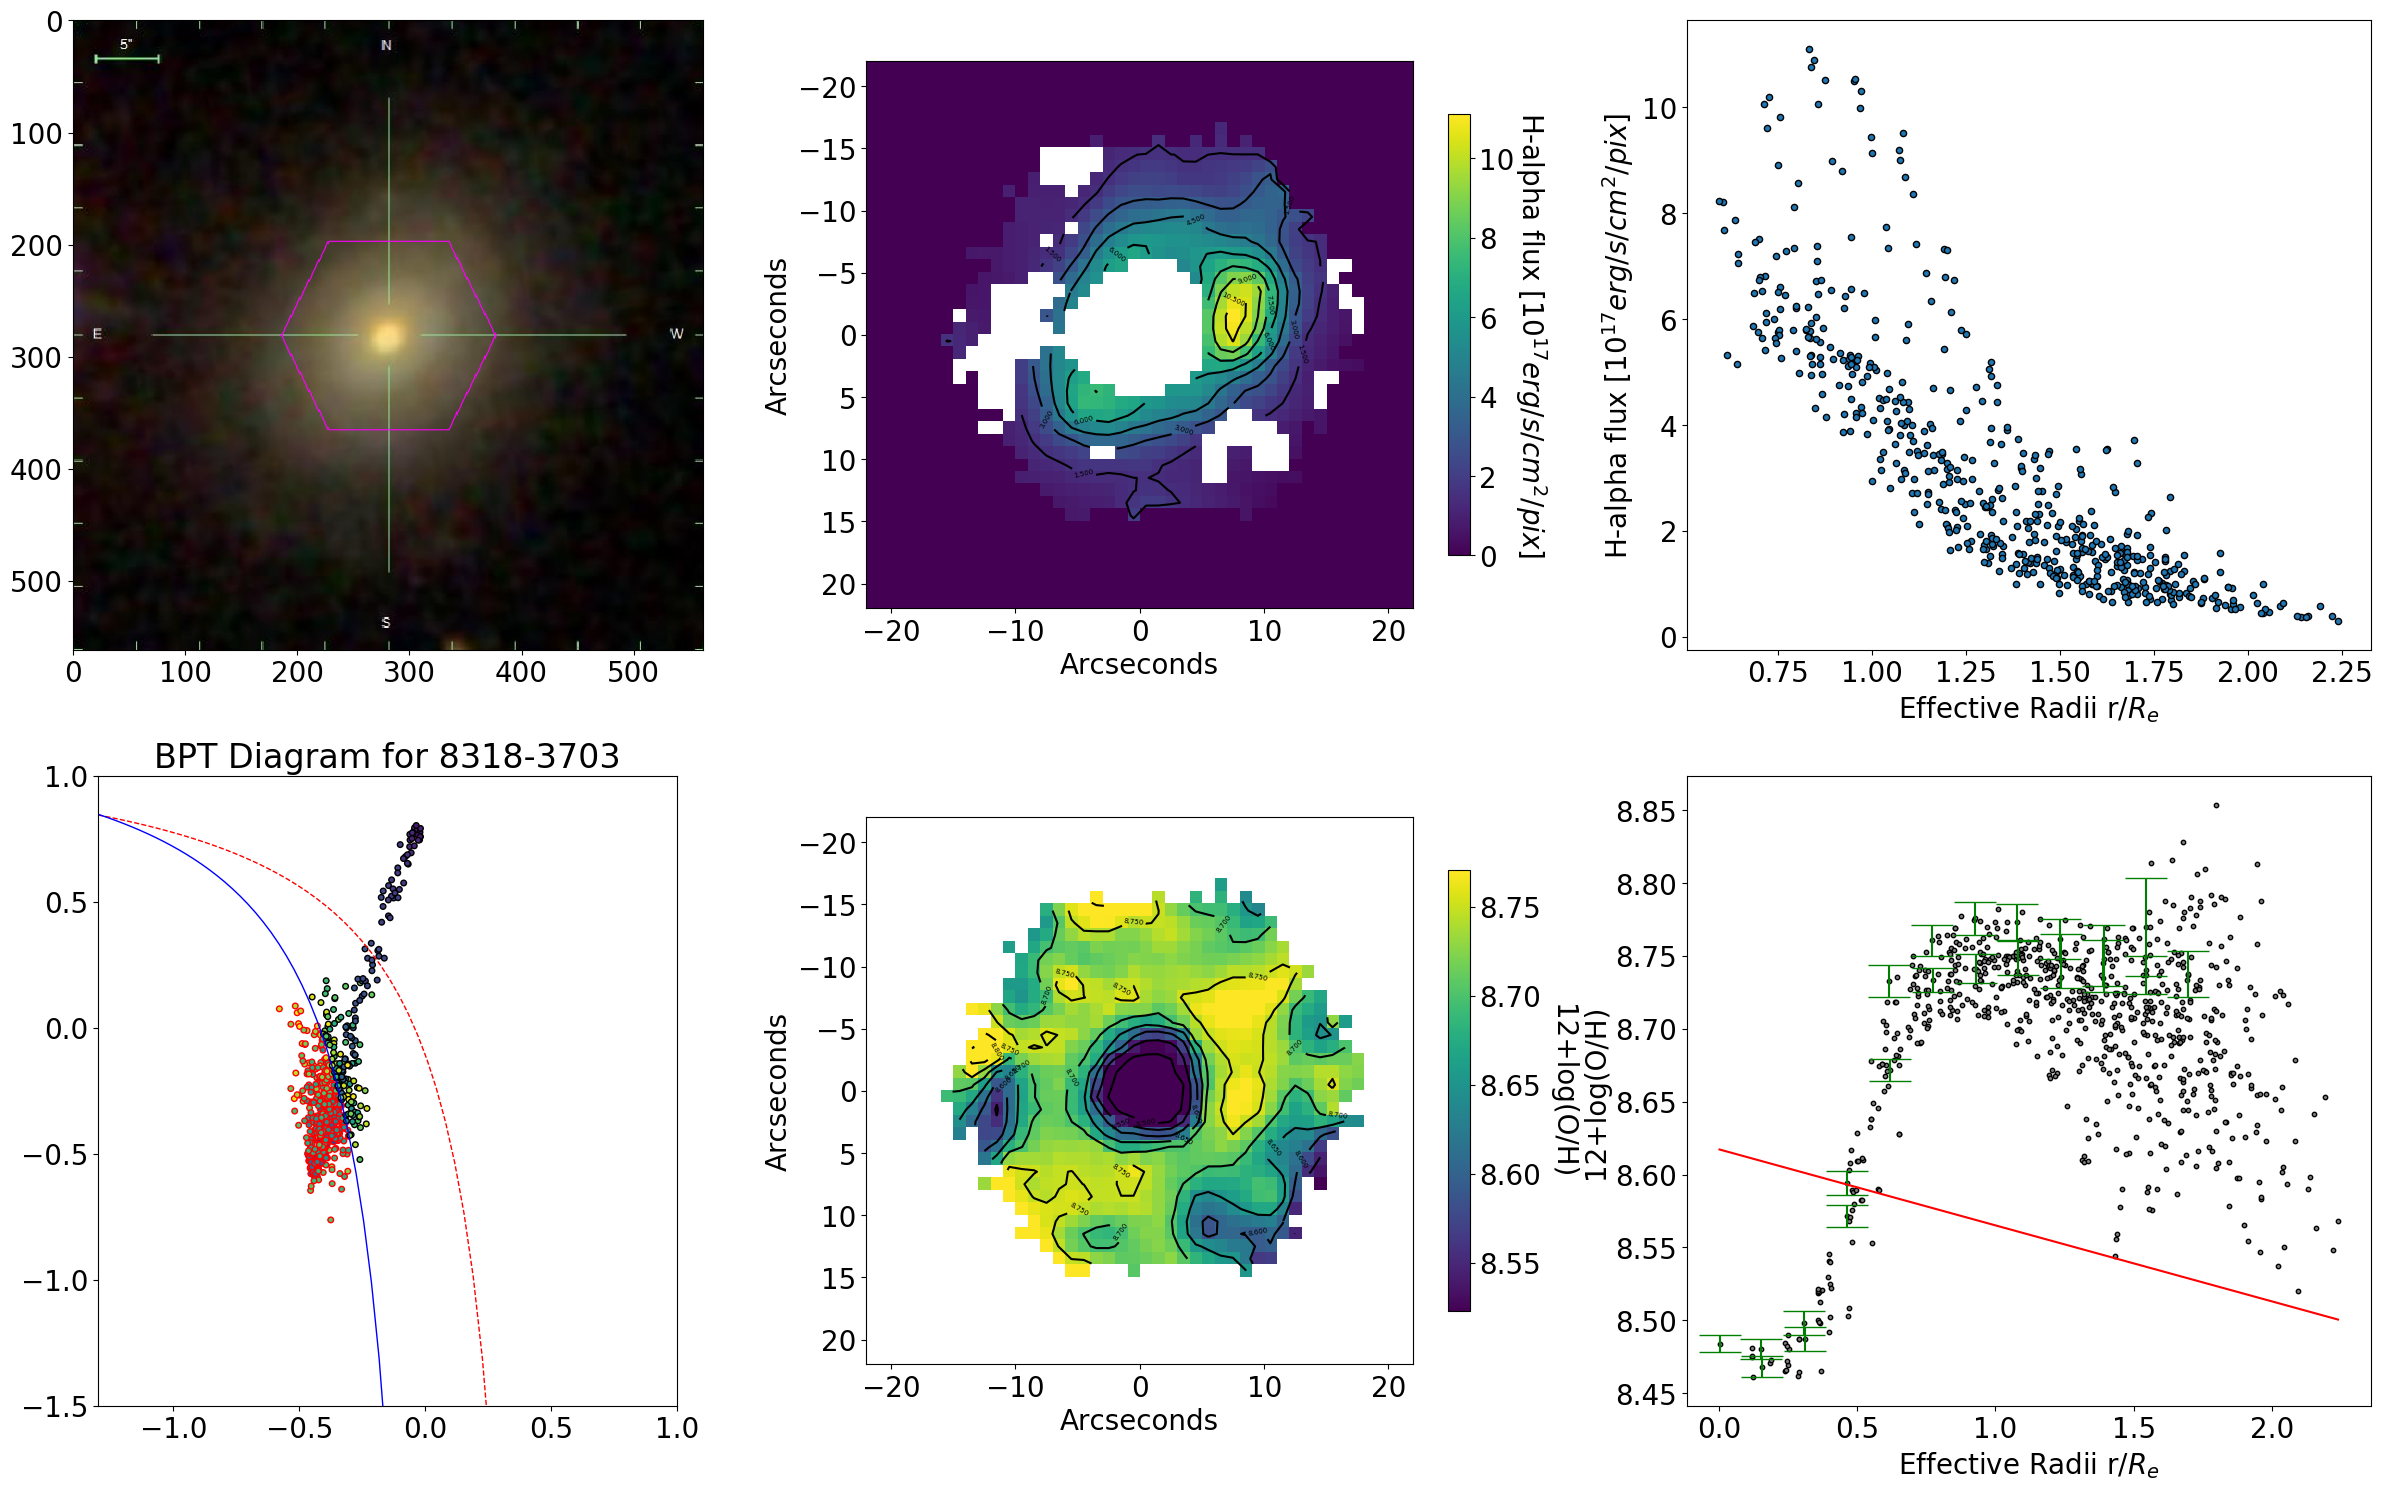 0
100
200
300
400
500
5"
N
E
W
S
0 100 200 300 400 500
−20
−15
−10
−5
0
5
10
15
20
Arcseconds
−20 −10 0 10 20
Arcseconds
10
8
6
4
2
0
H-alpha flux [10^17 erg/s/cm^2/pix]
H-alpha flux [10^17 erg/s/cm^2/pix]
10
8
6
4
2
0
0.75 1.00 1.25 1.50 1.75 2.00 2.25
Effective Radii r/R_e
BPT Diagram for 8318-3703
1.0
0.5
0.0
−0.5
−1.0
−1.5
−1.0 −0.5 0.0 0.5 1.0
−20
−15
−10
−5
0
5
10
15
20
Arcseconds
−20 −10 0 10 20
Arcseconds
8.75
8.70
8.65
8.60
8.55
12+log(O/H)
12+log(O/H)
8.85
8.80
8.75
8.70
8.65
8.60
8.55
8.50
8.45
0.0 0.5 1.0 1.5 2.0
Effective Radii r/R_e